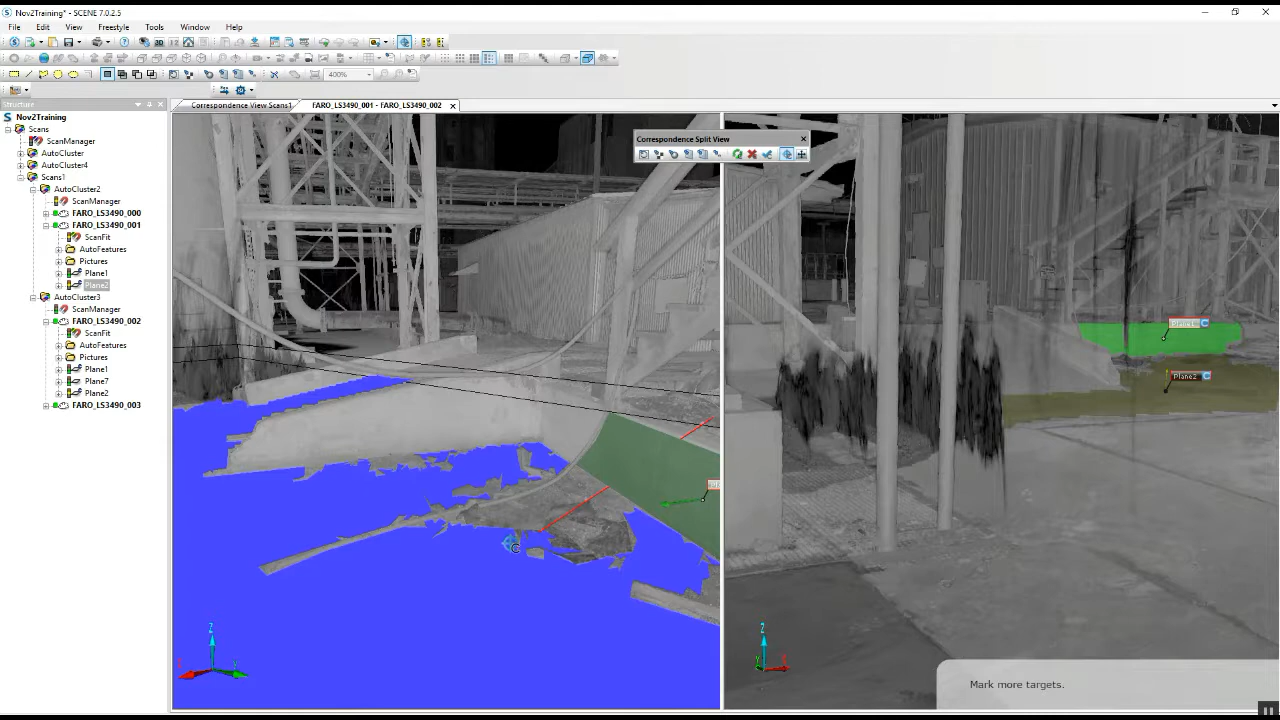 Nov2Training* - SCENE 7.0.2.5
File Edit View Freestyle Tools Window Help
400%
Structure
Correspondence View Scans1
FARO_LS3490_001 - FARO_LS3490_002
Nov2Training
Scans
ScanManager
AutoCluster
AutoCluster4
Scans1
AutoCluster2
ScanManager
FARO_LS3490_000
FARO_LS3490_001
ScanFit
AutoFeatures
Pictures
Plane1
Plane2
AutoCluster3
ScanManager
FARO_LS3490_002
ScanFit
AutoFeatures
Pictures
Plane1
Plane7
Plane2
FARO_LS3490_003
Correspondence Split View
Plane2
Z
Y
Z
Y
X
Mark more targets.